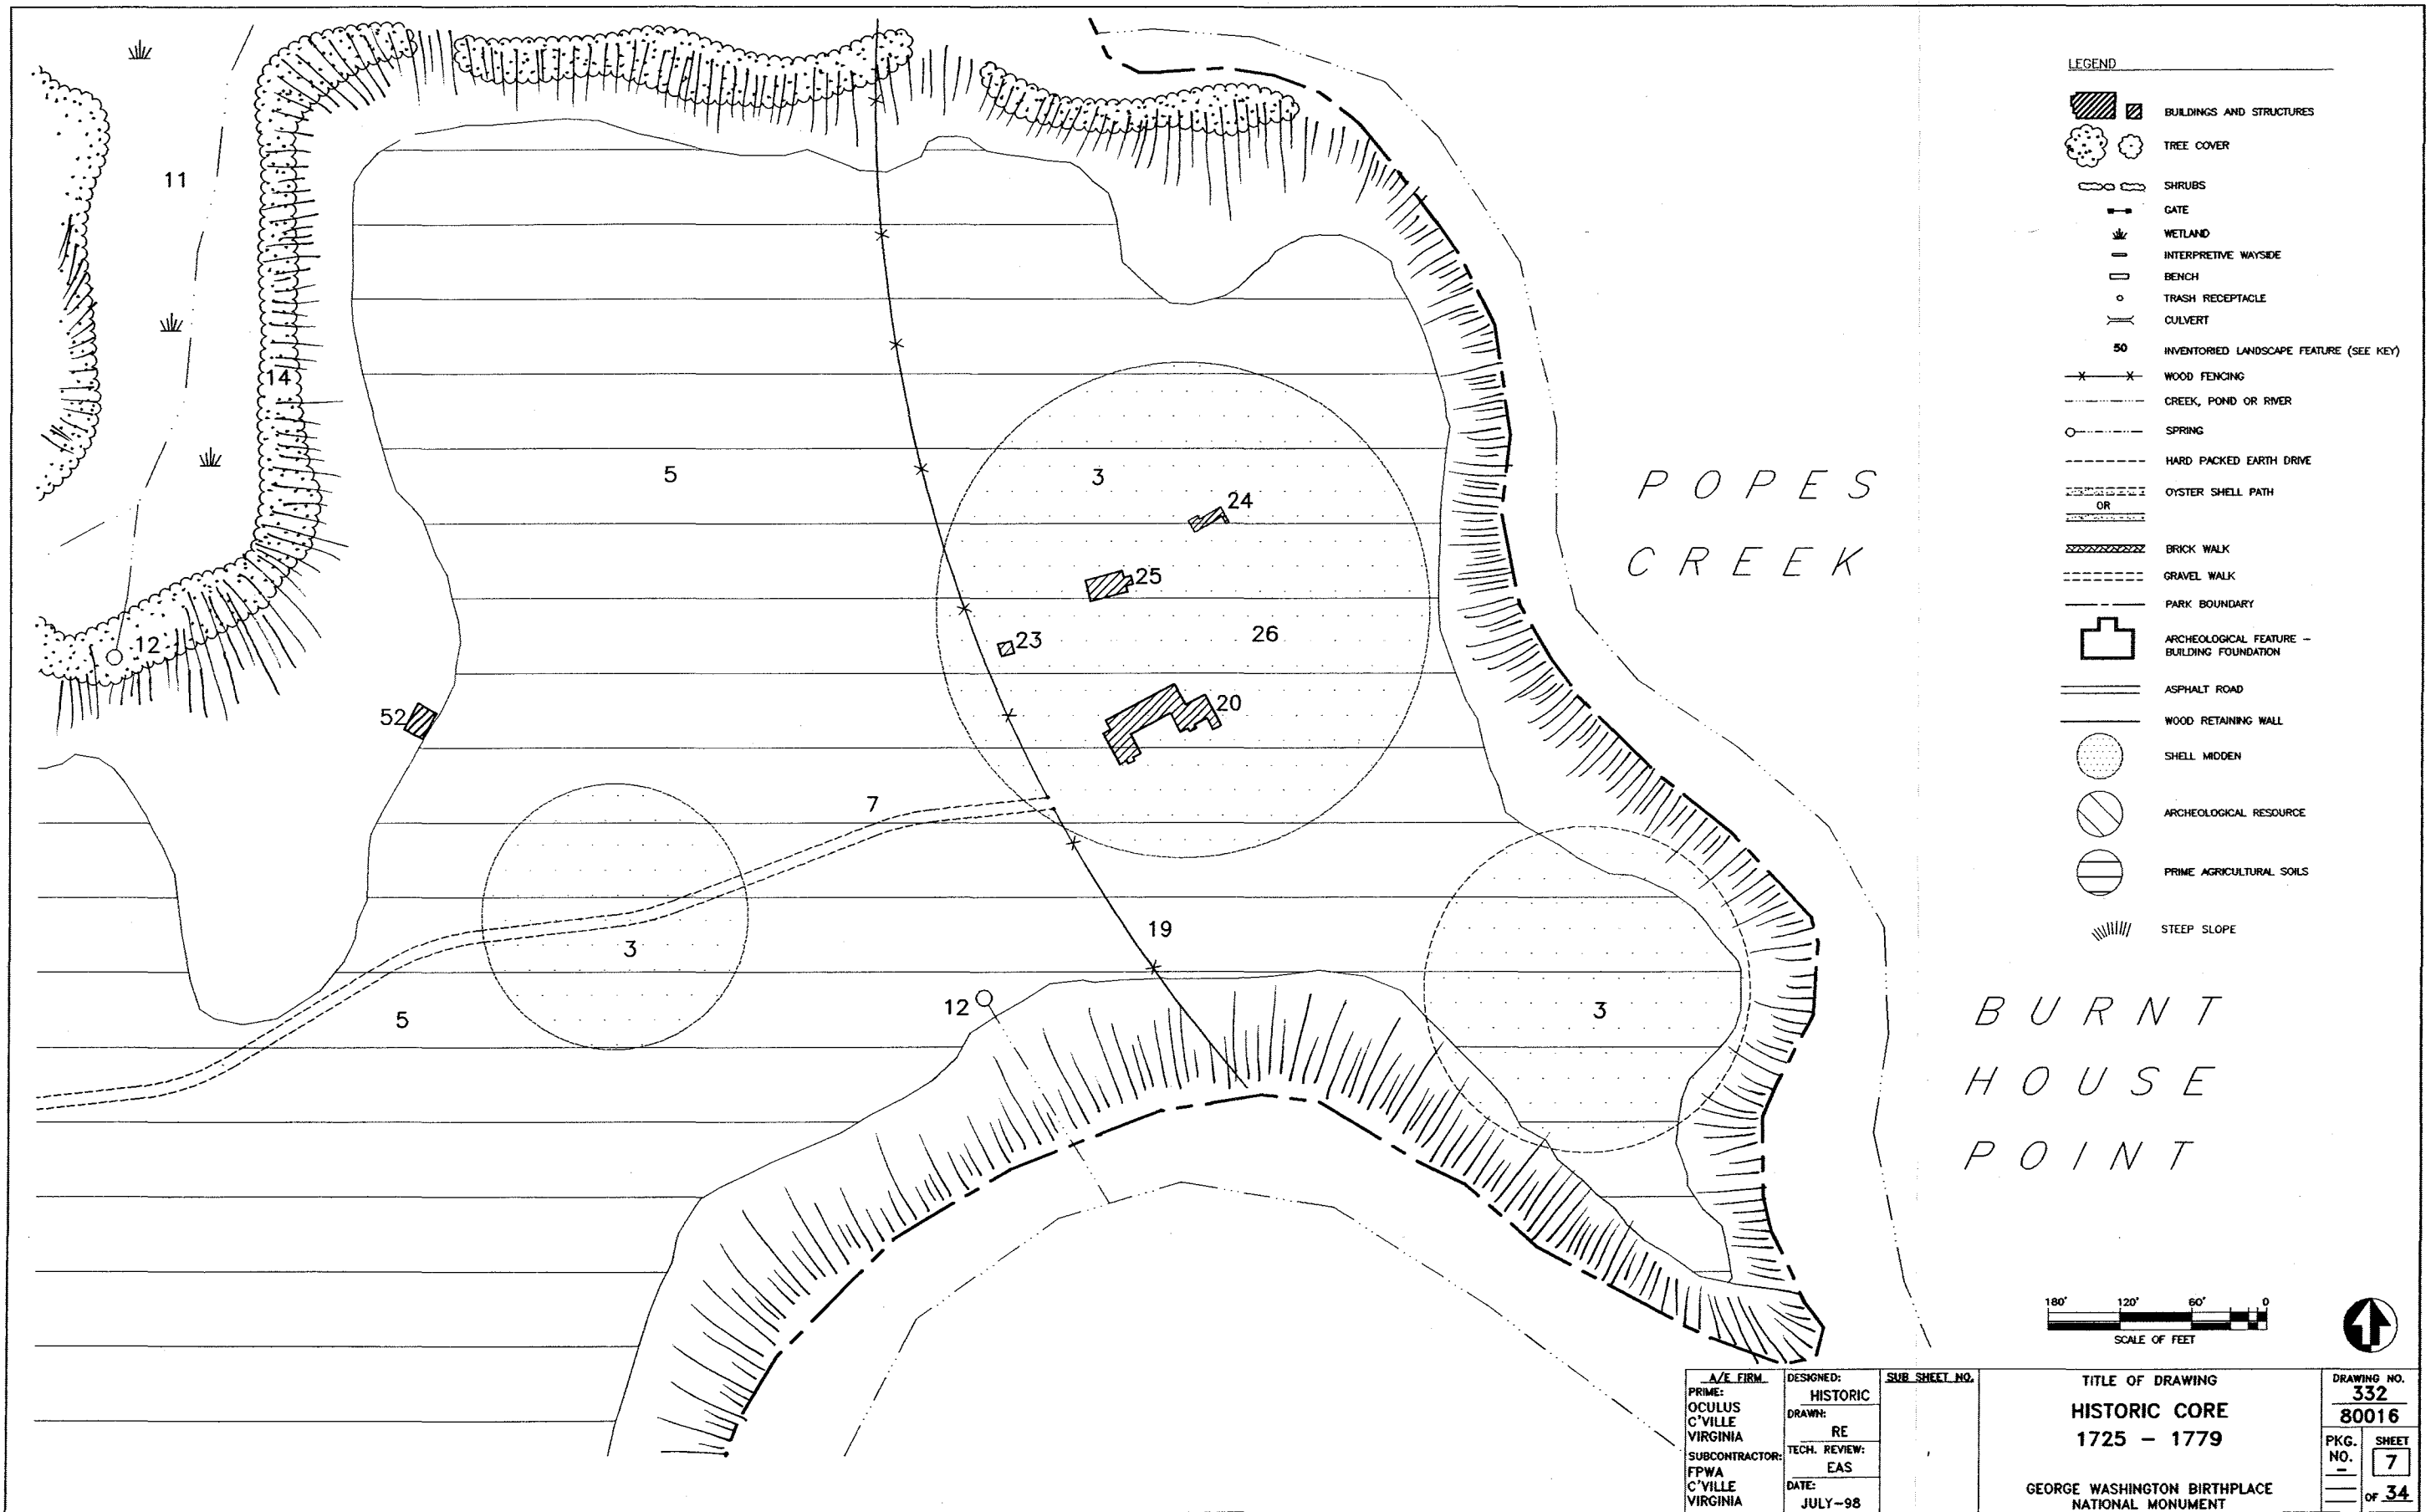 11
14
12
52
5
3
24
25
23
26
20
7
3
5
19
12
3
POPES
CREEK
BURNT
HOUSE
POINT
LEGEND
BUILDINGS AND STRUCTURES
TREE COVER
SHRUBS
GATE
WETLAND
INTERPRETIVE WAYSIDE
BENCH
TRASH RECEPTACLE
CULVERT
50 INVENTORIED LANDSCAPE FEATURE (SEE KEY)
WOOD FENCING
CREEK, POND OR RIVER
SPRING
HARD PACKED EARTH DRIVE
OYSTER SHELL PATH
OR
BRICK WALK
GRAVEL WALK
PARK BOUNDARY
ARCHEOLOGICAL FEATURE –
BUILDING FOUNDATION
ASPHALT ROAD
WOOD RETAINING WALL
SHELL MIDDEN
ARCHEOLOGICAL RESOURCE
PRIME AGRICULTURAL SOILS
STEEP SLOPE
180' 120' 60' 0
SCALE OF FEET
A/E FIRM
PRIME:
OCULUS
C'VILLE
VIRGINIA
SUBCONTRACTOR:
FPWA
C'VILLE
VIRGINIA
DESIGNED:
HISTORIC
DRAWN:
RE
TECH. REVIEW:
EAS
DATE:
JULY-98
SUB SHEET NO.
TITLE OF DRAWING
HISTORIC CORE
1725 – 1779
GEORGE WASHINGTON BIRTHPLACE
NATIONAL MONUMENT
DRAWING NO.
332
80016
PKG.
NO.
–
SHEET
7
OF 34